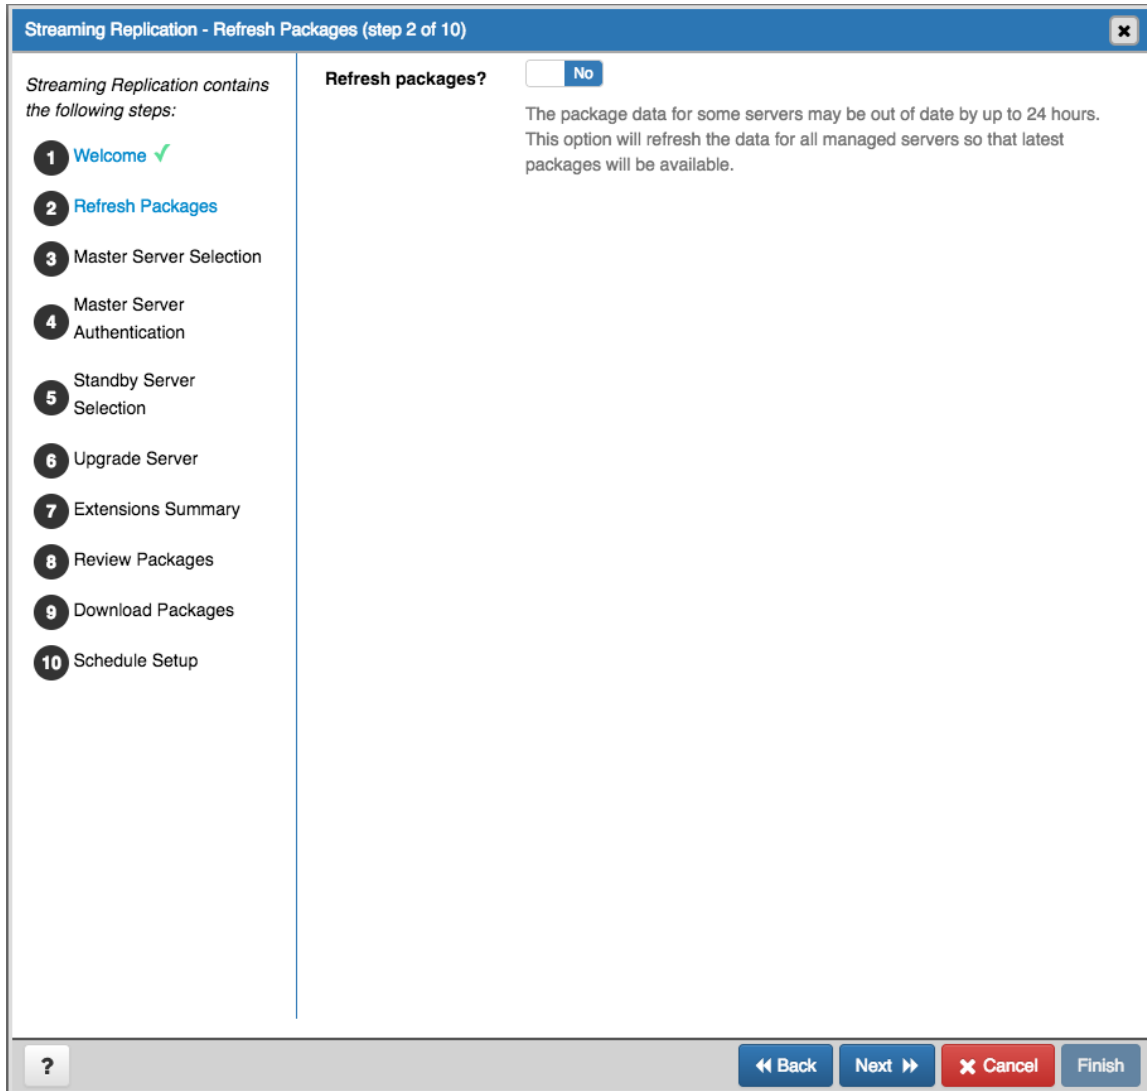 Streaming Replication - Refresh Packages (step 2 of 10)
Streaming Replication contains
the following steps:
1 Welcome
2 Refresh Packages
3 Master Server Selection
4 Master Server
Authentication
5 Standby Server
Selection
6 Upgrade Server
7 Extensions Summary
8 Review Packages
9 Download Packages
10 Schedule Setup
Refresh packages? No
The package data for some servers may be out of date by up to 24 hours.
This option will refresh the data for all managed servers so that latest
packages will be available.
? Back Next Cancel Finish